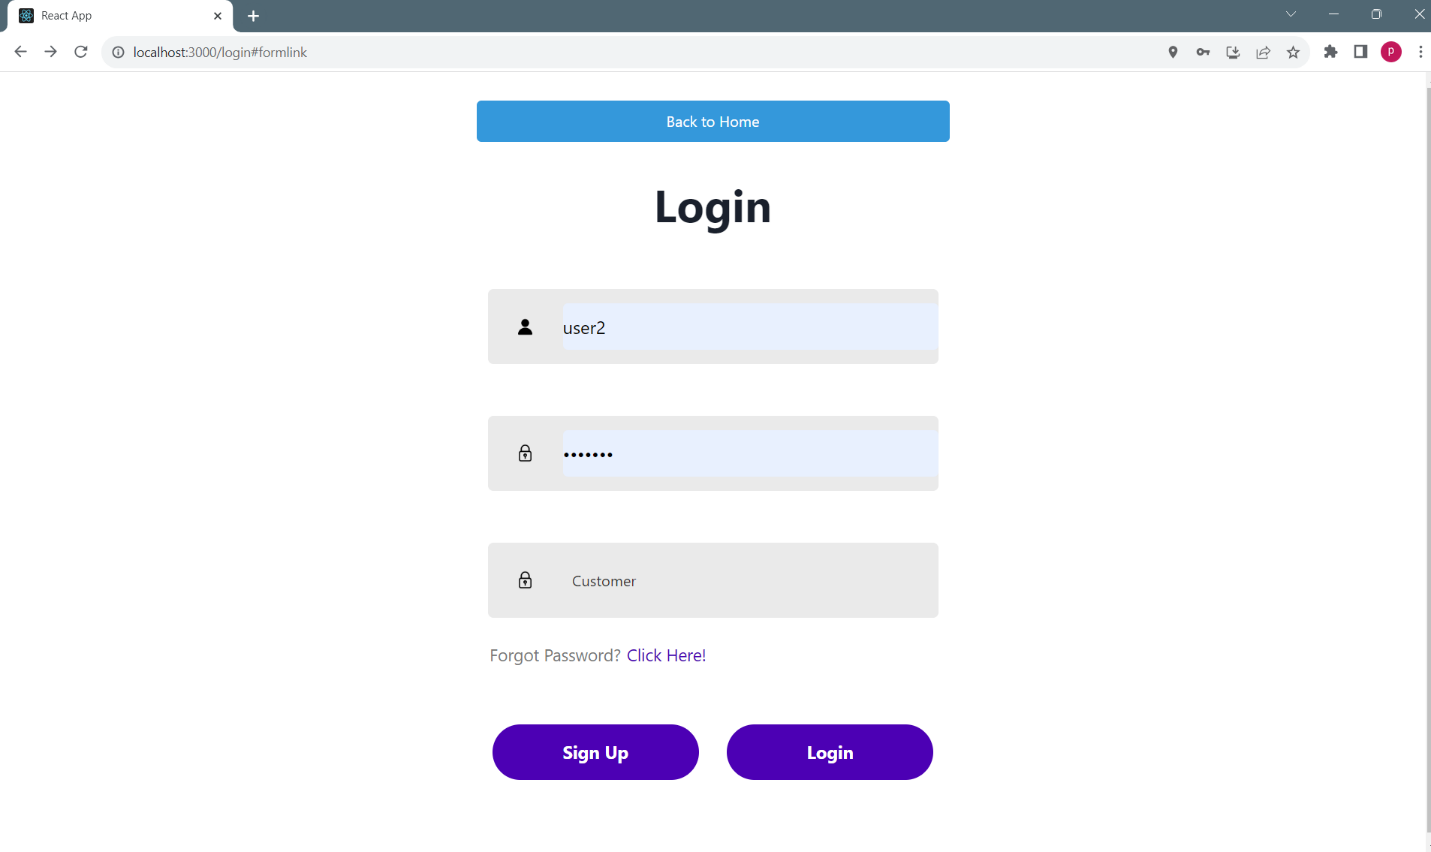 React App
localhost:3000/login#formlink
P
Back to Home
Login
user2
•••••••
Customer
Forgot Password? Click Here!
Sign Up
Login